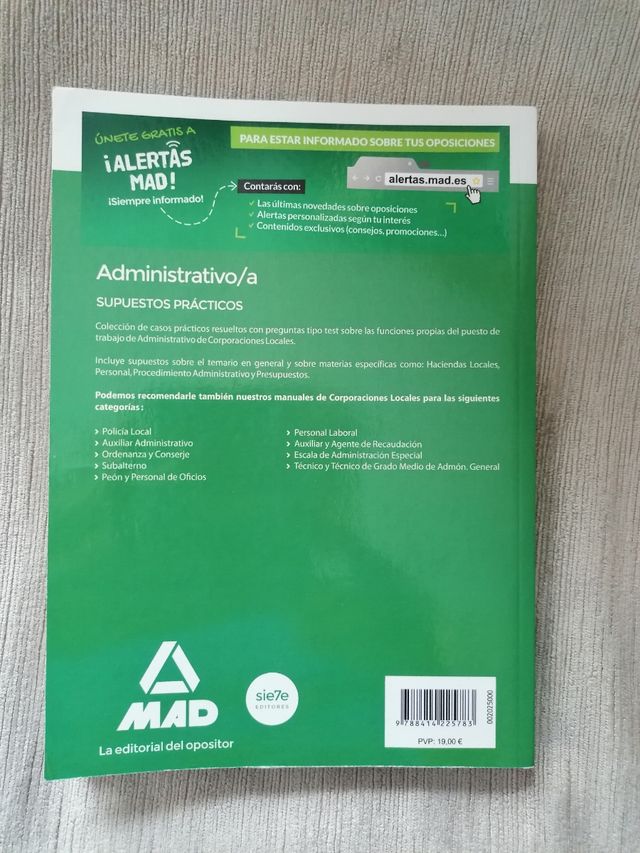 ÚNETE GRATIS A
¡ALERTAS
MAD!
¡Siempre informado!
PARA ESTAR INFORMADO SOBRE TUS OPOSICIONES
alertas.mad.es
Contarás con:
Las últimas novedades sobre oposiciones
Alertas personalizadas según tu interés
Contenidos exclusivos (consejos, promociones...)
Administrativo/a
SUPUESTOS PRÁCTICOS
Colección de casos prácticos resueltos con preguntas tipo test sobre las funciones propias del puesto de
trabajo de Administrativo de Corporaciones Locales.
Incluye supuestos sobre el temario en general y sobre materias específicas como: Haciendas Locales,
Personal, Procedimiento Administrativo y Presupuestos.
Podemos recomendarle también nuestros manuales de Corporaciones Locales para las siguientes
categorías:
Policía Local
Auxiliar Administrativo
Ordenanza y Conserje
Subalterno
Peón y Personal de Oficios
Personal Laboral
Auxiliar y Agente de Recaudación
Escala de Administración Especial
Técnico y Técnico de Grado Medio de Admón. General
MAD
La editorial del opositor
sie7e
EDITORES
9 788414 225783
002025000
PVP: 19,00 €